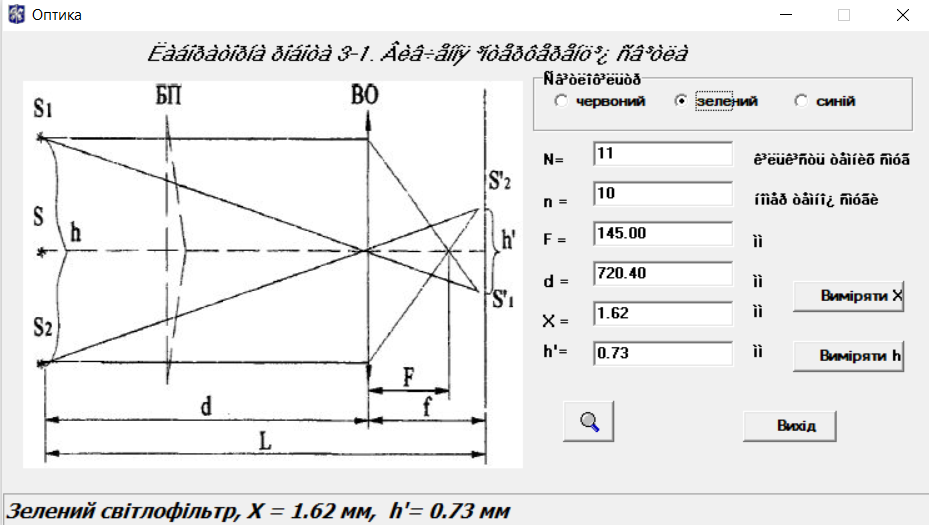 Оптика
Ëàáîðàòîðíà ðîáîòà 3-1. Âèâ÷åííÿ ³íòåðôåðåíö³¿ ñâ³òëà
S1
БП
ВО
S
h
S2
S'2
h'
S'1
F
d
f
L
Ñâ³òëîô³ëüòð
червоний зелений синій
N= 11 ê³ëüê³ñòü òåìíèõ ñìóã
n = 10 íîìåð òåìíî¿ ñìóãè
F = 145.00 ìì
d = 720.40 ìì
Виміряти X
X = 1.62 ìì
h'= 0.73 ìì
Виміряти h
Вихід
Зелений світлофільтр, X = 1.62 мм, h'= 0.73 мм